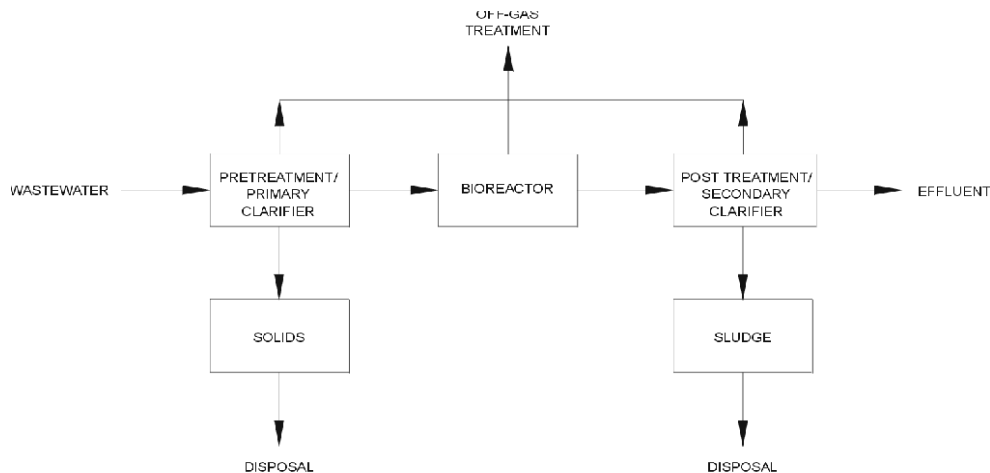 OFF-GAS
TREATMENT
WASTEWATER
PRETREATMENT/
PRIMARY
CLARIFIER
BIOREACTOR
POST TREATMENT/
SECONDARY
CLARIFIER
EFFLUENT
SOLIDS
SLUDGE
DISPOSAL
DISPOSAL